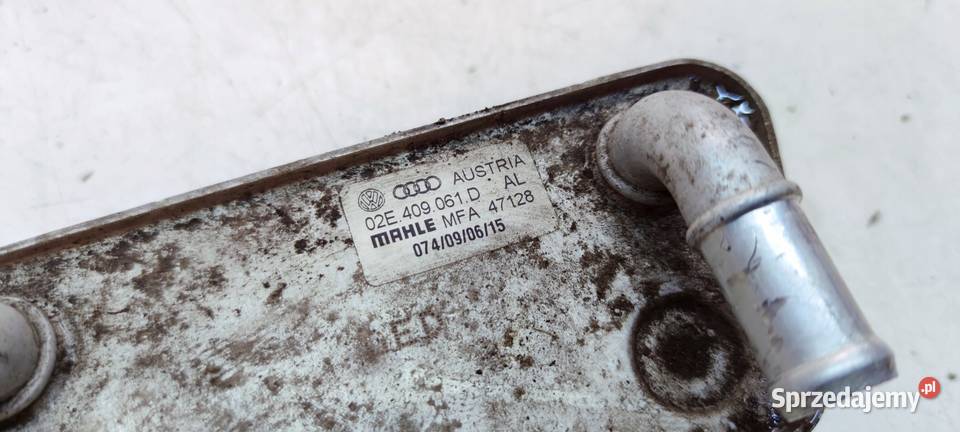 AUSTRIA
02E.409.061.D AL
MAHLE MFA 47128
074/09/06/15
Sprzedajemy.pl